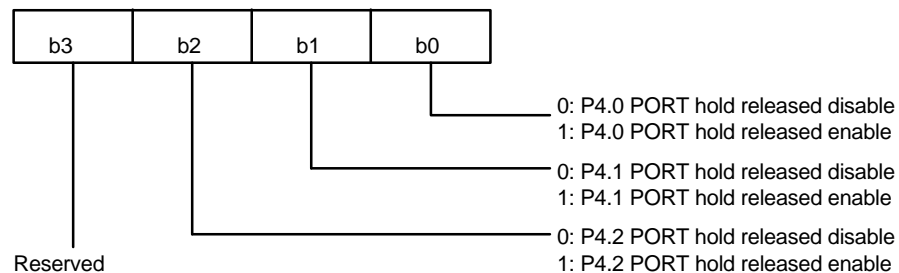 b3 b2 b1 b0
0: P4.0 PORT hold released disable
1: P4.0 PORT hold released enable
0: P4.1 PORT hold released disable
1: P4.1 PORT hold released enable
0: P4.2 PORT hold released disable
Reserved 1: P4.2 PORT hold released enable